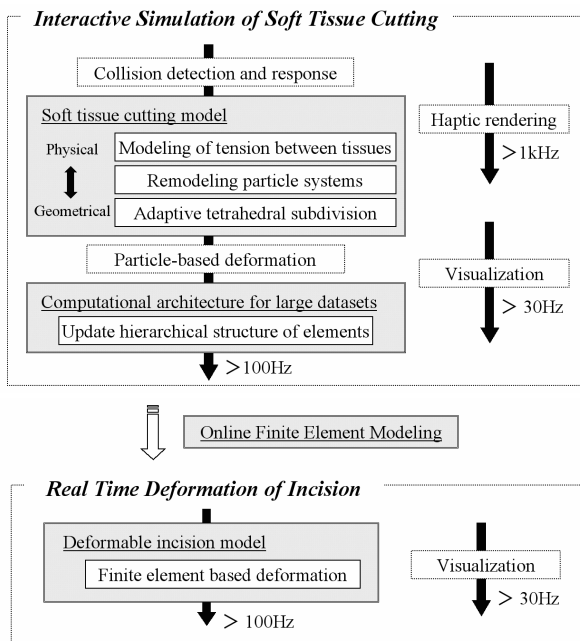 Interactive Simulation of Soft Tissue Cutting
Collision detection and response
Soft tissue cutting model
Physical
Modeling of tension between tissues
Remodeling particle systems
Geometrical
Adaptive tetrahedral subdivision
Haptic rendering
>1kHz
Particle-based deformation
Visualization
> 30Hz
Computational architecture for large datasets
Update hierarchical structure of elements
>100Hz
Online Finite Element Modeling
Real Time Deformation of Incision
Deformable incision model
Finite element based deformation
> 100Hz
Visualization
> 30Hz